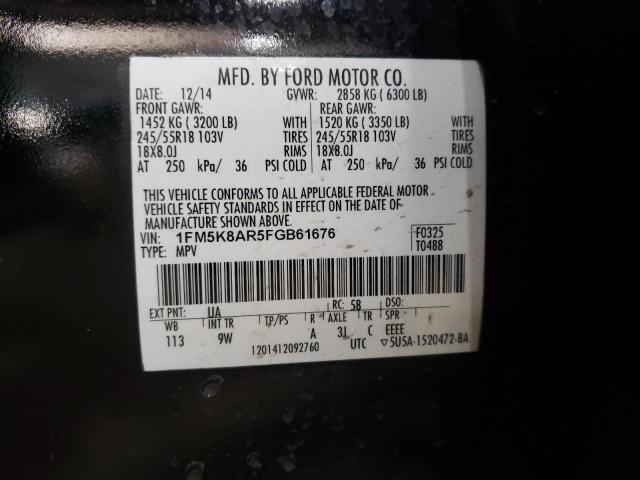 MFD. BY FORD MOTOR CO.
DATE: 12/14 GVWR: 2858 KG ( 6300 LB)
FRONT GAWR: REAR GAWR:
1452 KG ( 3200 LB) WITH 1520 KG ( 3350 LB) WITH
245/55R18 103V TIRES 245/55R18 103V TIRES
18X8.0J RIMS 18X8.0J RIMS
AT 250 kPa/ 36 PSI COLD AT 250 kPa/ 36 PSI COLD
THIS VEHICLE CONFORMS TO ALL APPLICABLE FEDERAL MOTOR
VEHICLE SAFETY STANDARDS IN EFFECT ON THE DATE OF
MANUFACTURE SHOWN ABOVE.
VIN: 1FM5K8AR5FGB61676 F0325
TYPE: MPV T0488
EXT PNT: UA RC: 58 DSO:
WB INT TR TP/PS R AXLE TR SPR
113 9W A 3L C EEEE
1201412092760 UTC ▽5U5A-1520472-BA